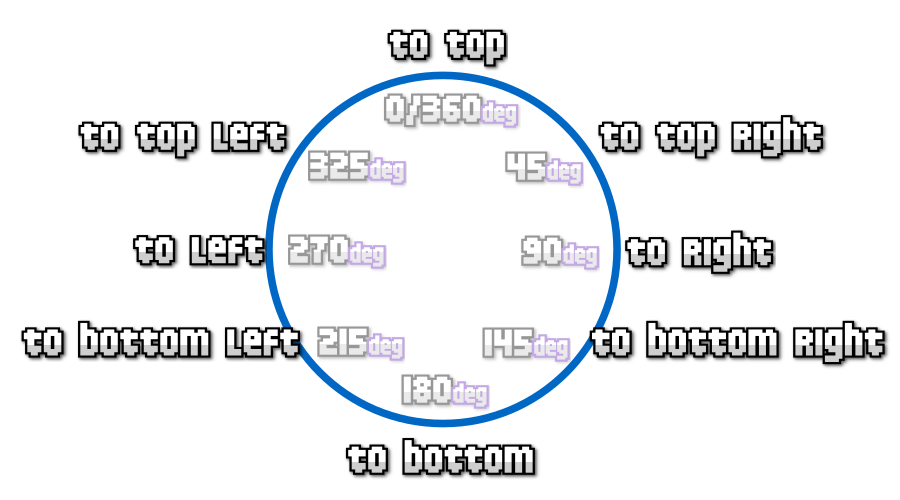 to top
0/360deg
to top Left
to top Right
325deg
45deg
to Left
270deg
90deg
to Right
to bottom Left
215deg
145deg
to bottom Right
180deg
to bottom